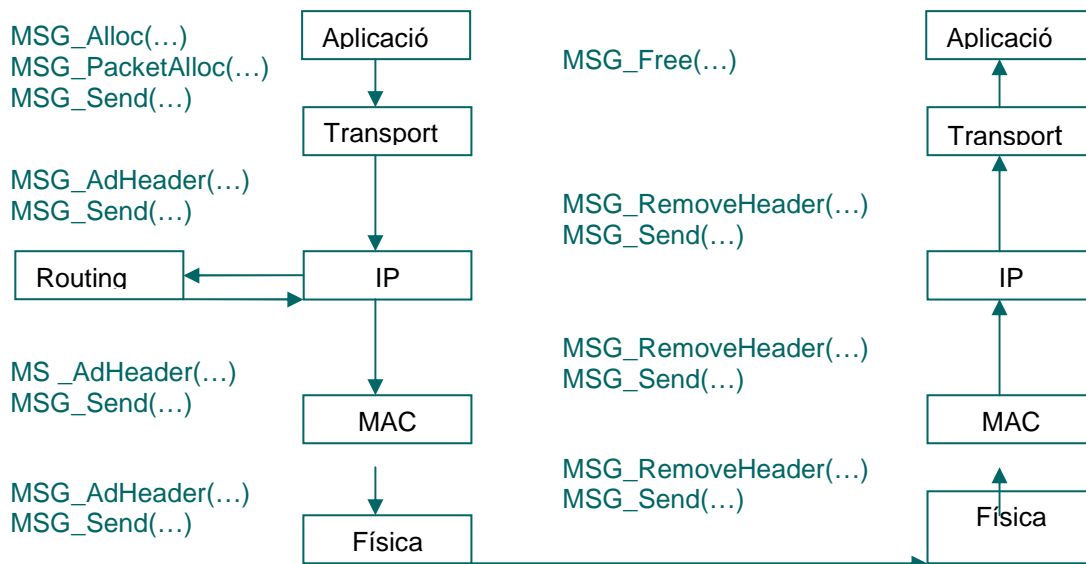 MSG_Alloc(…)
MSG_PacketAlloc(…)
MSG_Send(…)
Aplicació
Transport
MSG_AdHeader(…)
MSG_Send(…)
Routing
IP
MS _AdHeader(…)
MSG_Send(…)
MAC
MSG_AdHeader(…)
MSG_Send(…)
Física
MSG_Free(…)
Aplicació
Transport
MSG_RemoveHeader(…)
MSG_Send(…)
IP
MSG_RemoveHeader(…)
MSG_Send(…)
MAC
MSG_RemoveHeader(…)
MSG_Send(…)
Física